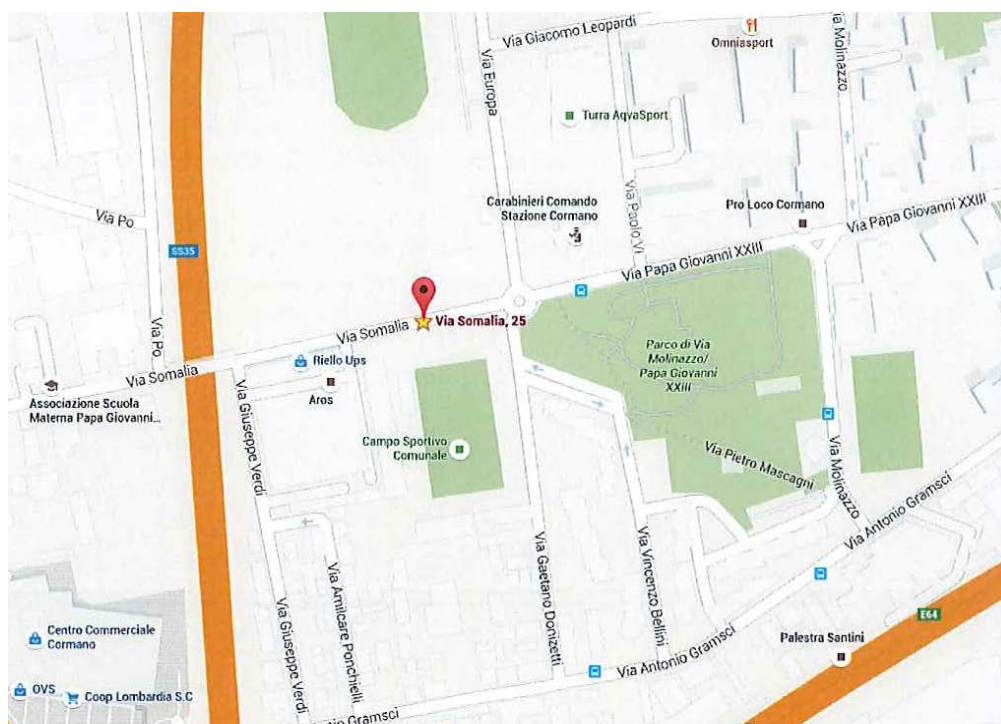 Via Giacomo Leopardi
Omniasport
Via Molinazzo
Via Europa
Turra AqvaSport
Via Paolo VI
Carabinieri Comando
Stazione Cormano
Pro Loco Cormano
Via Papa Giovanni XXIII
Via Papa Giovanni XXIII
Via Po
SS35
Via Po
Via Somalia
Via Somalia, 25
Riello Ups
Aros
Via Somalia
Associazione Scuola
Materna Papa Giovanni...
Parco di Via
Molinazzo/
Papa Giovanni
XXIII
Campo Sportivo
Comunale
Via Giuseppe Verdi
Via Pietro Mascagni
Via Molinazzo
Via Antonio Gramsci
Via Gaetano Donizetti
Via Vincenzo Bellini
Via Amilcare Ponchielli
Via Giuseppe Verdi
E64
Palestra Santini
Via Antonio Gramsci
Centro Commerciale
Cormano
OVS
Coop Lombardia S.C
Antonio Gramsci